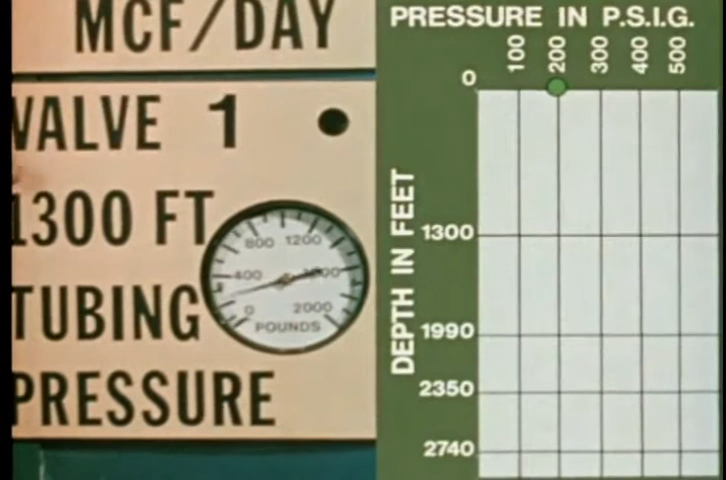 MCF/DAY
VALVE 1
1300 FT
TUBING
PRESSURE
800 1200
400
0 2000
POUNDS
PRESSURE IN P.S.I.G.
100 200 300 400 500
0
DEPTH IN FEET
1300
1990
2350
2740